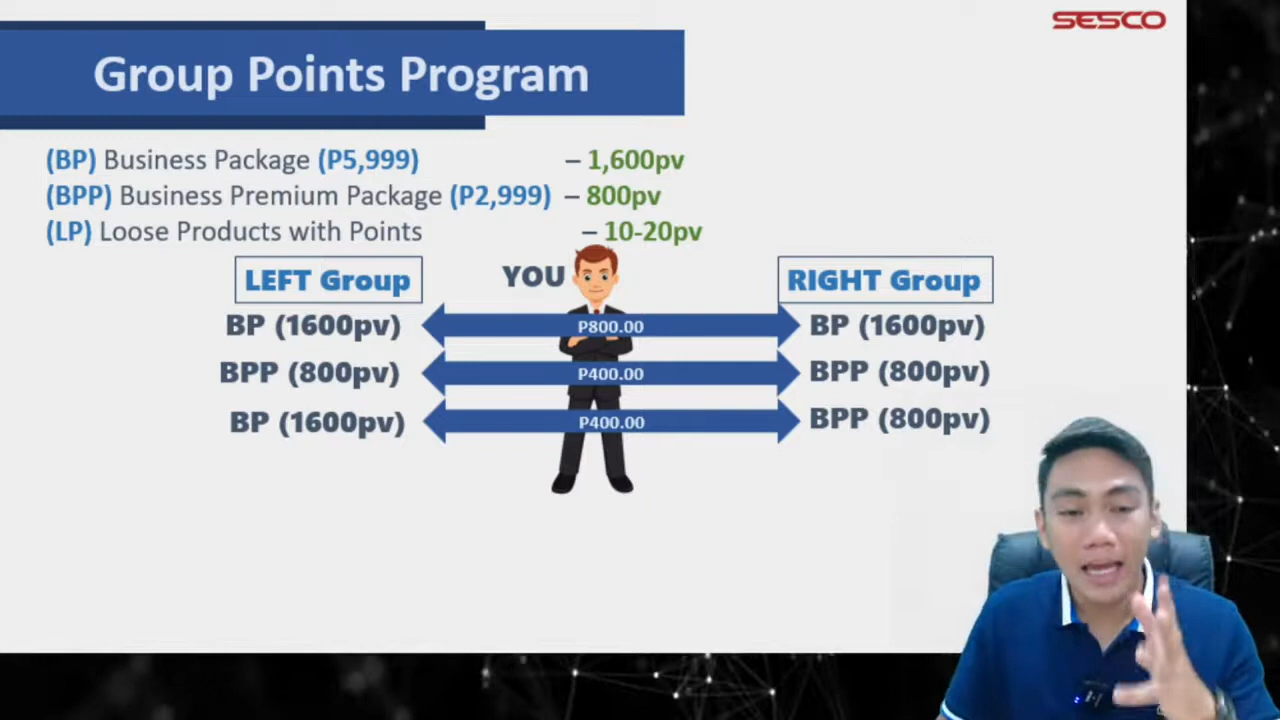 SESCO
Group Points Program
(BP) Business Package (P5,999) – 1,600pv
(BPP) Business Premium Package (P2,999) – 800pv
(LP) Loose Products with Points – 10-20pv
LEFT Group YOU RIGHT Group
BP (1600pv) P800.00 BP (1600pv)
BPP (800pv) P400.00 BPP (800pv)
BP (1600pv) P400.00 BPP (800pv)